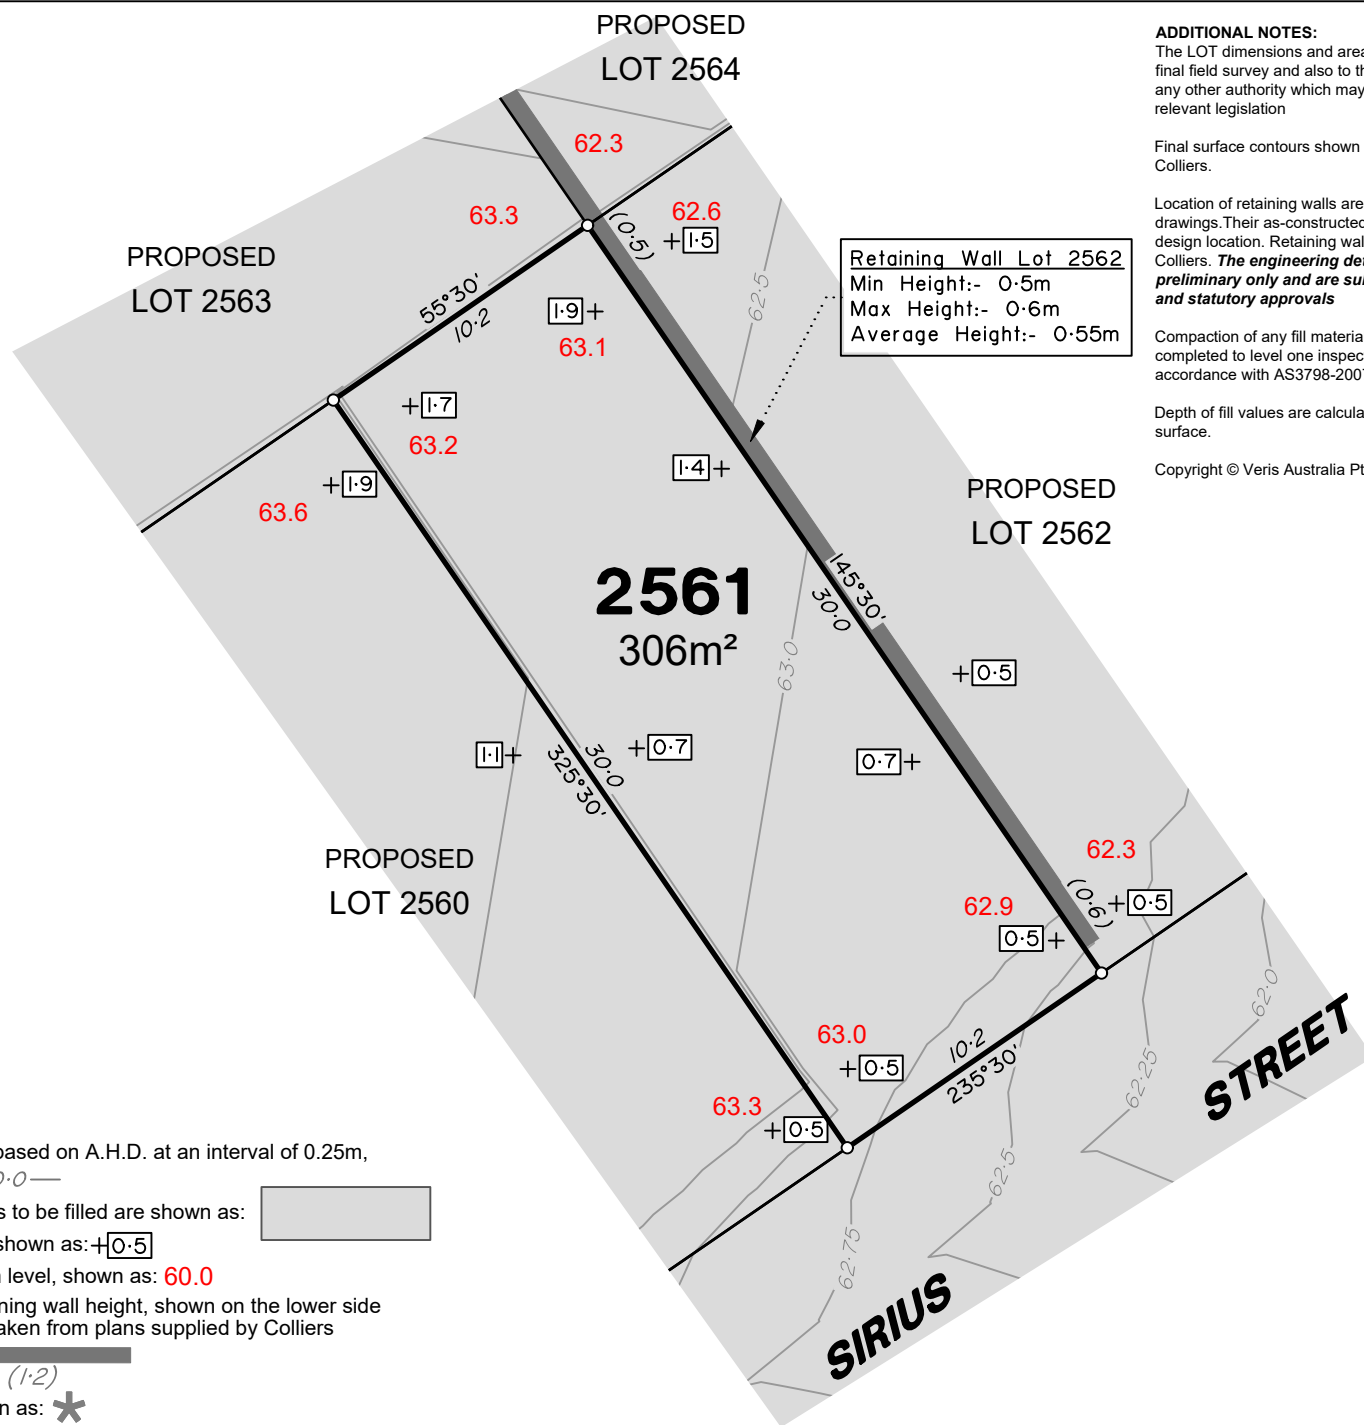 PROPOSED
LOT 2564
ADDITIONAL NOTES:
The LOT dimensions and area
final field survey and also to th
any other authority which may
relevant legislation
Final surface contours shown
Colliers.
Location of retaining walls are
drawings.Their as-constructed
design location. Retaining wal
Colliers. The engineering det
preliminary only and are su
and statutory approvals
Compaction of any fill materia
completed to level one inspec
accordance with AS3798-2007
Depth of fill values are calcula
surface.
Copyright © Veris Australia Pt
62.3
63.3
62.6
(0·5)
+1·5
PROPOSED
LOT 2563
55°30'
10·2
1·9+
63.1
62·5
Retaining Wall Lot 2562
Min Height:- 0·5m
Max Height:- 0·6m
Average Height:- 0·55m
+1·7
63.2
+1·9
63.6
1·4+
PROPOSED
LOT 2562
2561
306m²
145°30'
30·0
63·0
+0·5
1·1+
30·0
325°30'
+0·7
0·7+
PROPOSED
LOT 2560
62.3
62.9
(0·6)
+0·5
0·5+
63.0
+0·5
10·2
235°30'
62·0
63.3
+0·5
62·25
62·5
62·75
SIRIUS STREET
based on A.H.D. at an interval of 0.25m,
0·0
s to be filled are shown as:
shown as:+0·5
level, shown as: 60.0
ning wall height, shown on the lower side
aken from plans supplied by Colliers
(1·2)
n as: